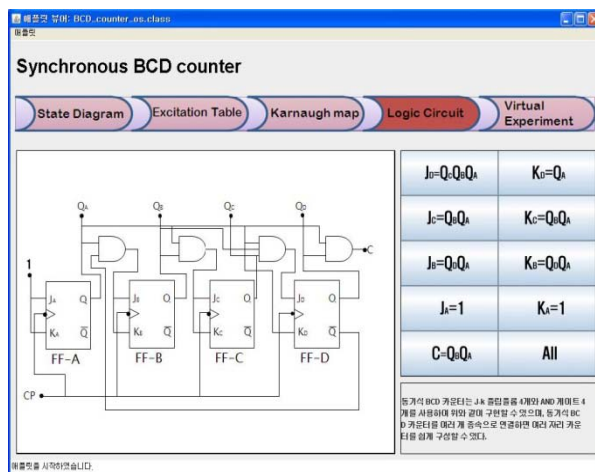 애플릿 뷰어: BCD_counter_os.class
애플릿
Synchronous BCD counter
State Diagram
Excitation Table
Karnaugh map
Logic Circuit
Virtual Experiment
QA QB QC QD
C
1
JA Q
KA Q̅
FF-A
JB Q
KB Q̅
FF-B
JC Q
KC Q̅
FF-C
JD Q
KD Q̅
FF-D
CP
JD=QCQBQA
KD=QA
JC=QBQA
KC=QBQA
JB=QDQA
KB=QDQA
JA=1
KA=1
C=QBQA
All
동기식 BCD 카운터는 J-k 플립플롭 4개와 AND 게이트 4
개를 사용하여 위와 같이 구현할 수 있으며, 동기식 BC
D 카운터를 여러 개 종속으로 연결하면 여러 자리 카운
터를 쉽게 구성할 수 있다.
애플릿을 시작하였습니다.